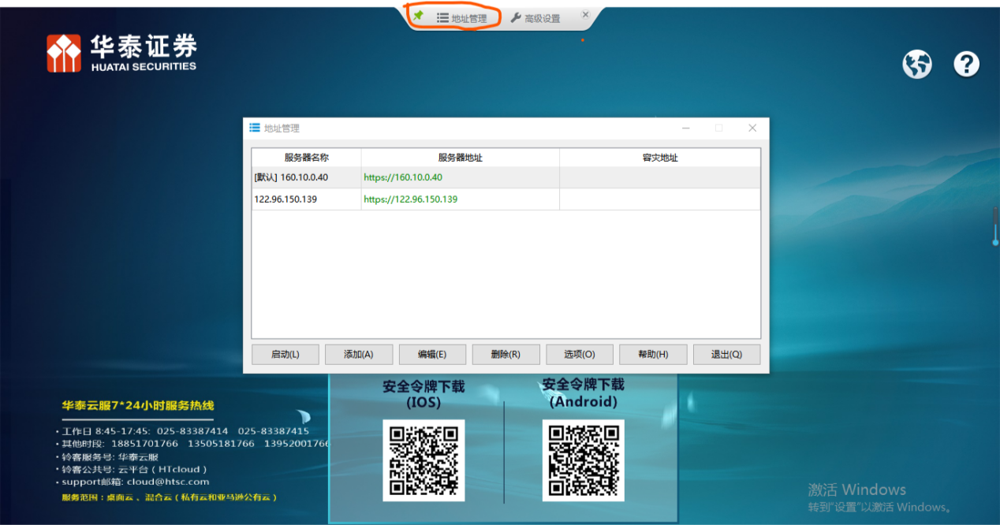 地址管理 高级设置
华泰证券
HUATAI SECURITIES
地址管理
服务器名称 服务器地址 容灾地址
[默认] 160.10.0.40 https://160.10.0.40
122.96.150.139 https://122.96.150.139
启动(L) 添加(A) 编辑(E) 删除(R) 选项(O) 帮助(H) 退出(Q)
安全令牌下载
(IOS)
安全令牌下载
(Android)
华泰云服7*24小时服务热线
· 工作日 8:45-17:45: 025-83387414 025-83387415
· 其他时段: 18851701766 13505181766 13952001766
· 铃客服务号: 华泰云服
· 铃客公共号: 云平台 ( HTcloud )
· support邮箱: cloud@htsc.com
服务范围：桌面云 、混合云 ( 私有云和亚马逊公有云 )
激活 Windows
转到"设置"以激活 Windows。